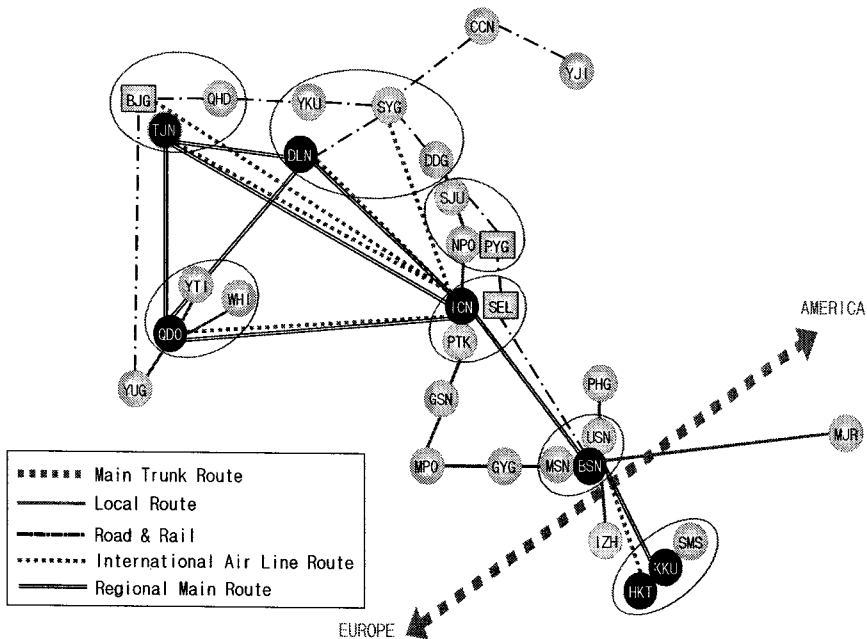 CCN
YJI
BJG
QHD
YKU
SYG
TJN
DLN
DDG
SJU
NPO
PYG
YTI
WHI
ICN
SEL
QDO
PTK
AMERICA
YUG
GSN
PHG
USN
MJR
MPO
GYG
MSN
BSN
IZH
SMS
KKU
HKT
EUROPE
Main Trunk Route
Local Route
Road & Rail
International Air Line Route
Regional Main Route